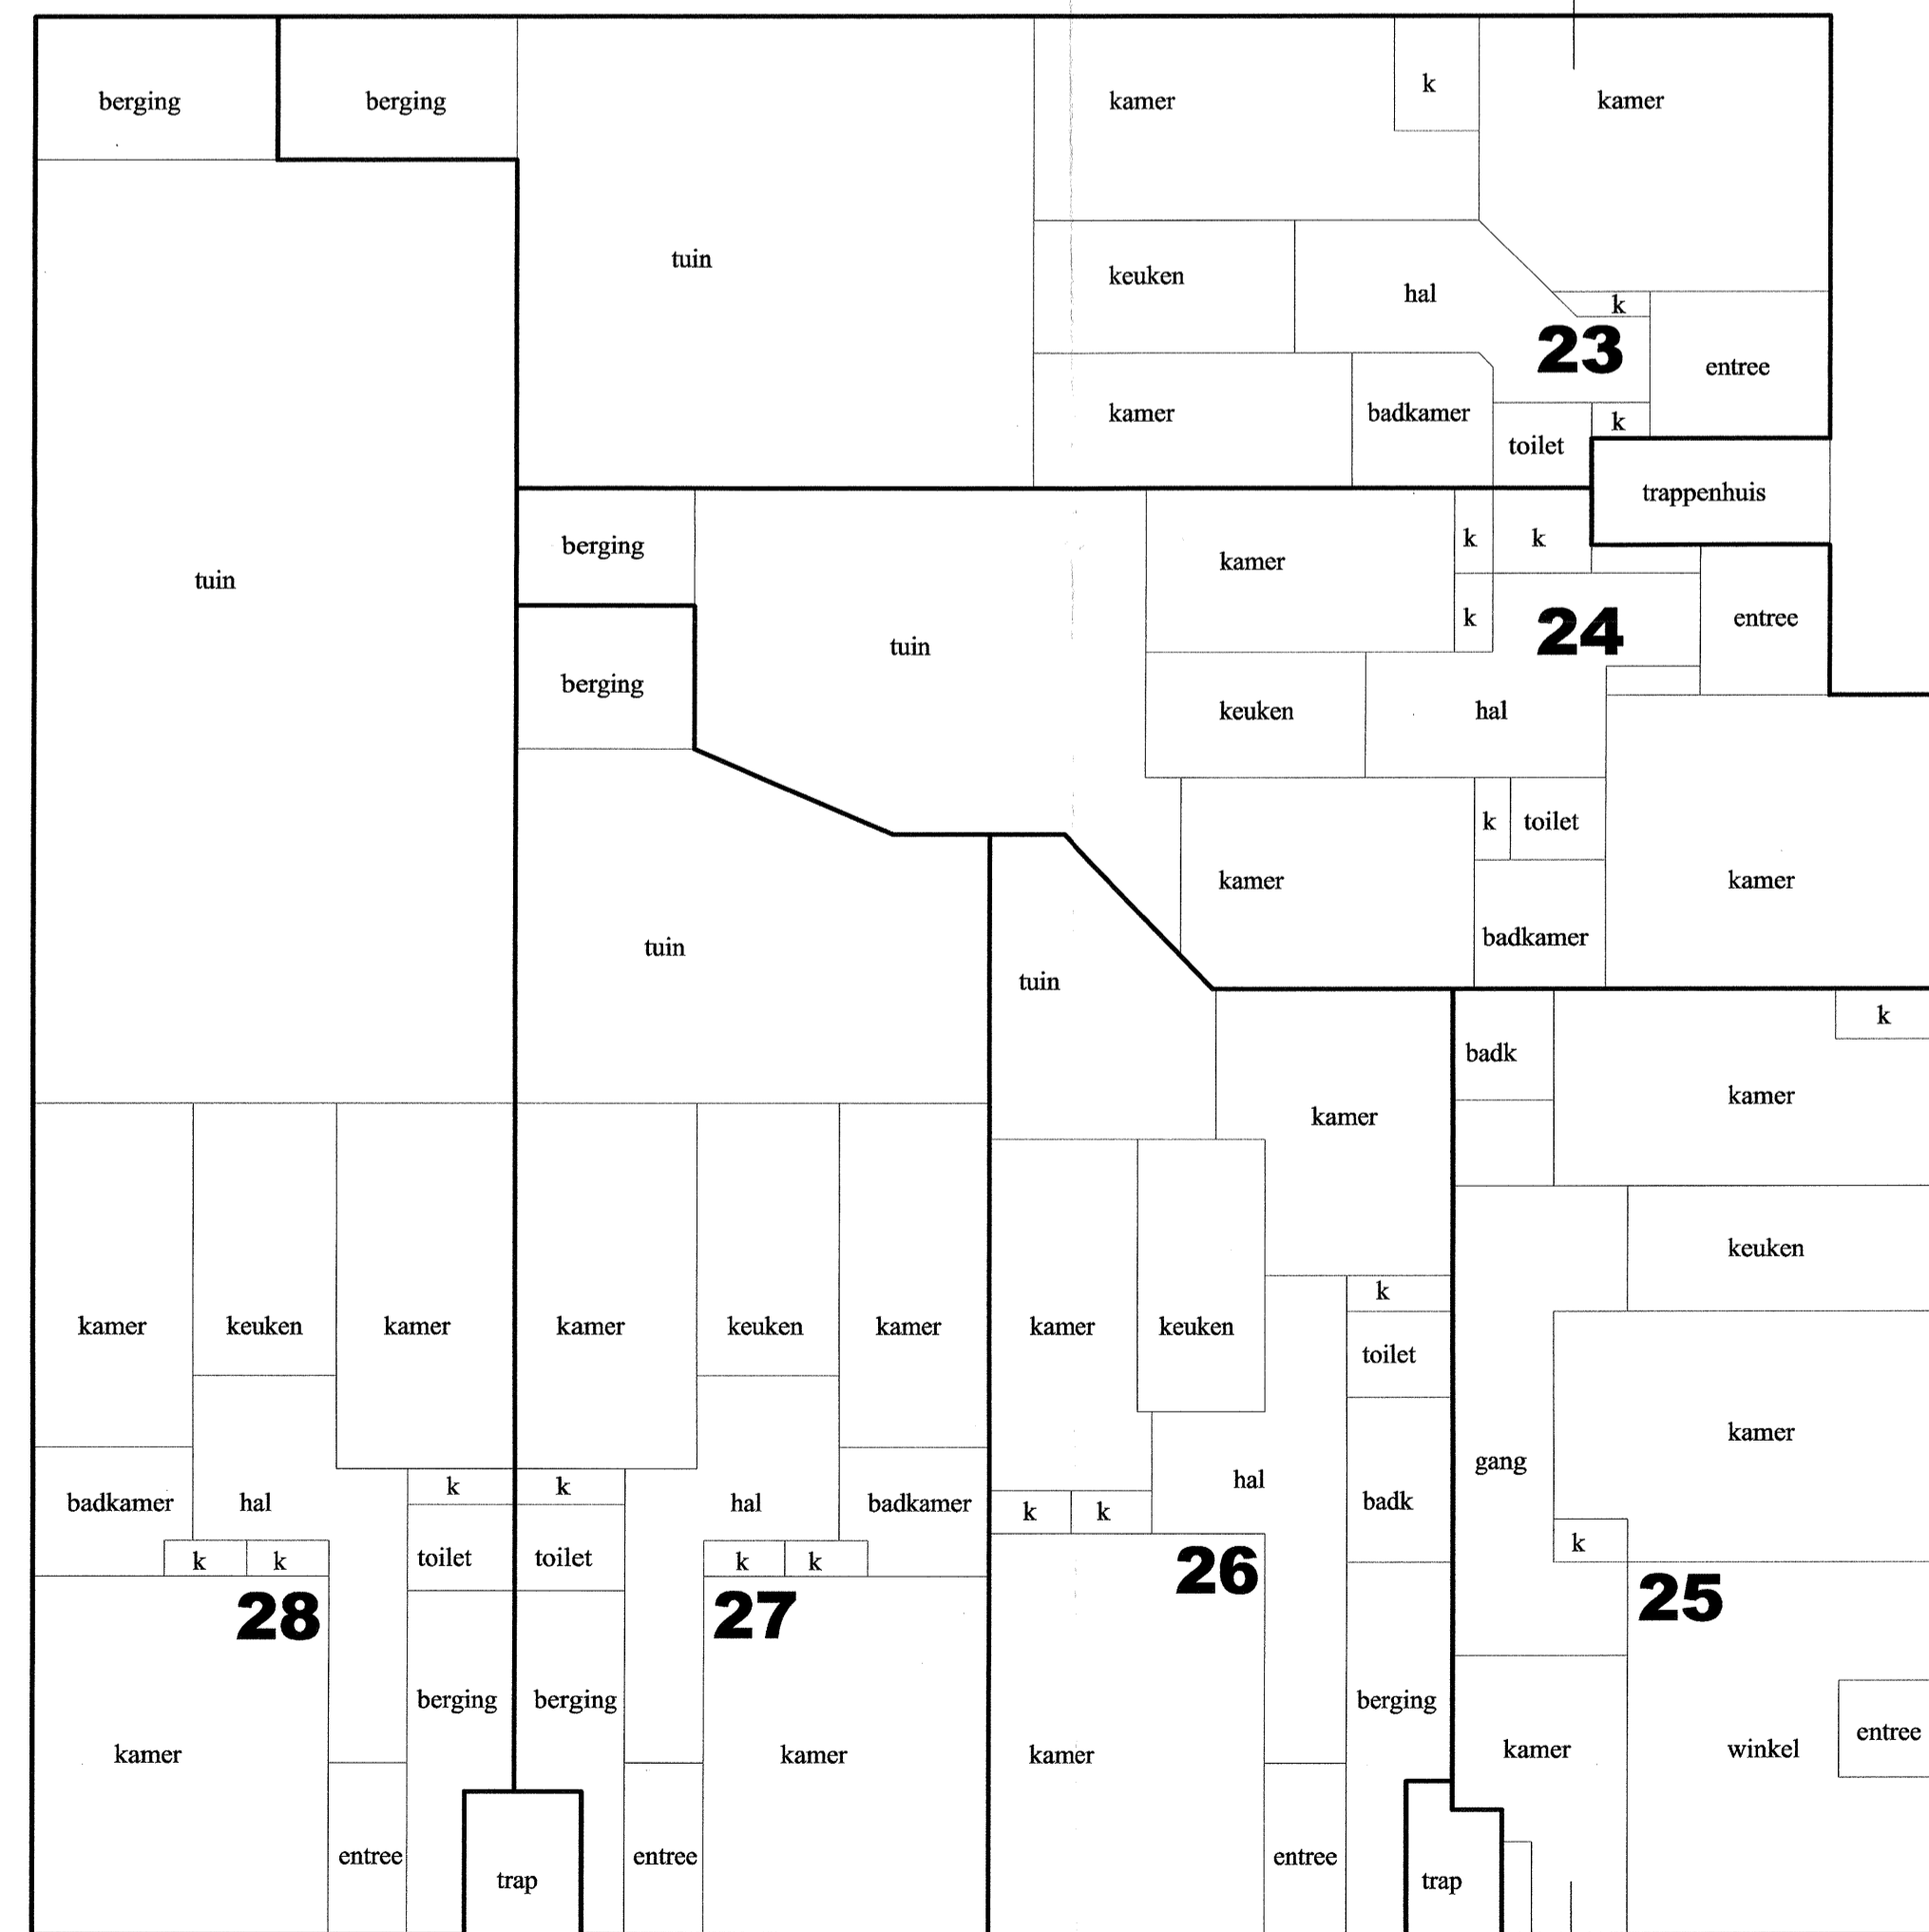 berging
berging
kamer
k
kamer
tuin
keuken
hal
k
23
entree
kamer
badkamer
toilet
k
trappenhuis
berging
kamer
k
k
tuin
berging
tuin
k
24
entree
keuken
hal
k
toilet
kamer
kamer
badkamer
tuin
tuin
badk
k
kamer
kamer
keuken
kamer
keuken
kamer
kamer
keuken
kamer
kamer
keuken
k
toilet
kamer
gang
badkamer
hal
k
k
hal
badkamer
k
k
hal
badk
k
k
k
toilet
toilet
k
k
26
25
28
27
berging
berging
berging
entree
kamer
kamer
kamer
kamer
winkel
entree
trap
entree
entree
trap